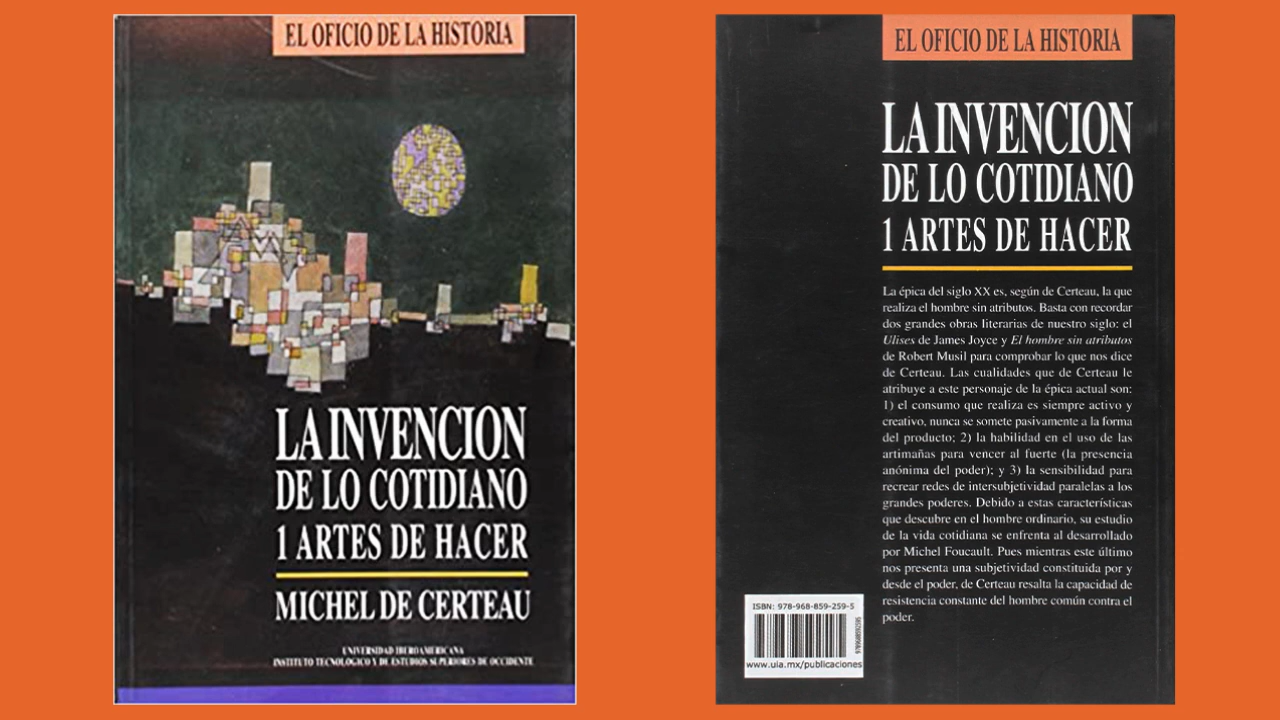 EL OFICIO DE LA HISTORIA
LA INVENCION
DE LO COTIDIANO
1 ARTES DE HACER
MICHEL DE CERTEAU
UNIVERSIDAD IBEROAMERICANA
INSTITUTO TECNOLOGICO Y DE ESTUDIOS SUPERIORES DE OCCIDENTE
EL OFICIO DE LA HISTORIA
LA INVENCION
DE LO COTIDIANO
1 ARTES DE HACER
La épica del siglo XX es, según de Certeau, la que
realiza el hombre sin atributos. Basta con recordar
dos grandes obras literarias de nuestro siglo: el
Ulises de James Joyce y El hombre sin atributos
de Robert Musil para comprobar lo que nos dice
de Certeau. Las cualidades que de Certeau le
atribuye a este personaje de la épica actual son:
1) el consumo que realiza es siempre activo y
creativo, nunca se somete pasivamente a la forma
del producto; 2) la habilidad en el uso de las
artimañas para vencer al fuerte (la presencia
anónima del poder); y 3) la sensibilidad para
recrear redes de intersubjetividad paralelas a los
grandes poderes. Debido a estas características
que descubre en el hombre ordinario, su estudio
de la vida cotidiana se enfrenta al desarrollado
por Michel Foucault. Pues mientras este último
nos presenta una subjetividad constituida por y
desde el poder, de Certeau resalta la capacidad de
resistencia constante del hombre común contra el
poder.
ISBN: 978-968-859-259-5
9789688592595
www.uia.mx/publicaciones